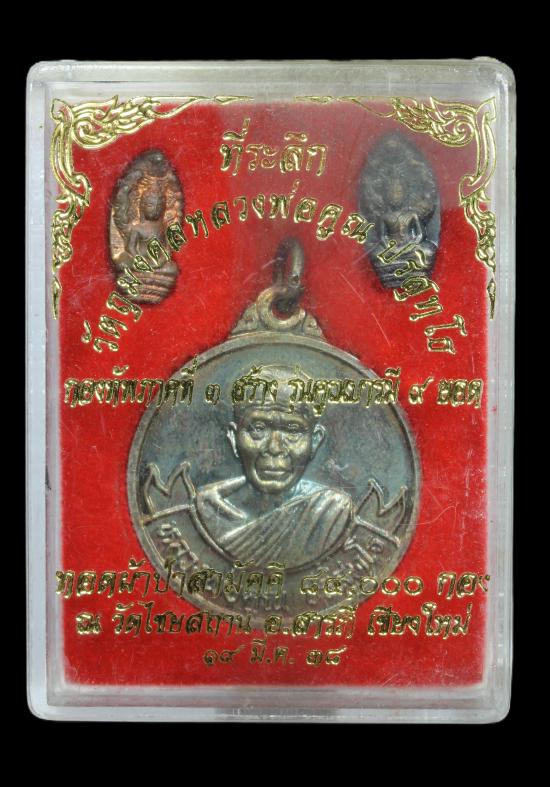 ที่ระลึก
วัตถุมงคลหลวงพ่อคูณ ปริสุทฺโธ
กองทัพภาคที่ ๓ สร้าง รุ่นคูณบารมี ๙ ยอด
ทอดผ้าป่าสามัคคี ๘๔,๐๐๐ กอง
ณ วัดไชยสถาน อ.สารภี เชียงใหม่
๑๙ มี.ค. ๓๘